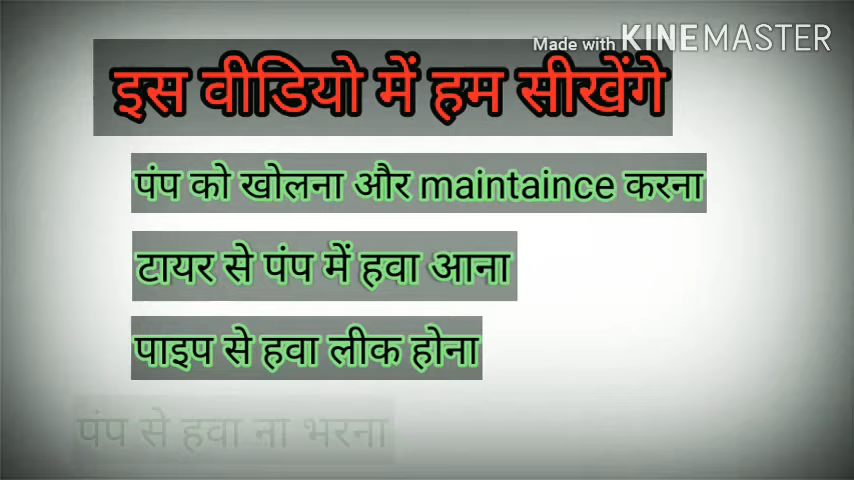 Made with KINEMASTER
इस वीडियो में हम सीखेंगे
पंप को खोलना और maintaince करना
टायर से पंप में हवा आना
पाइप से हवा लीक होना
पंप से हवा ना भरना